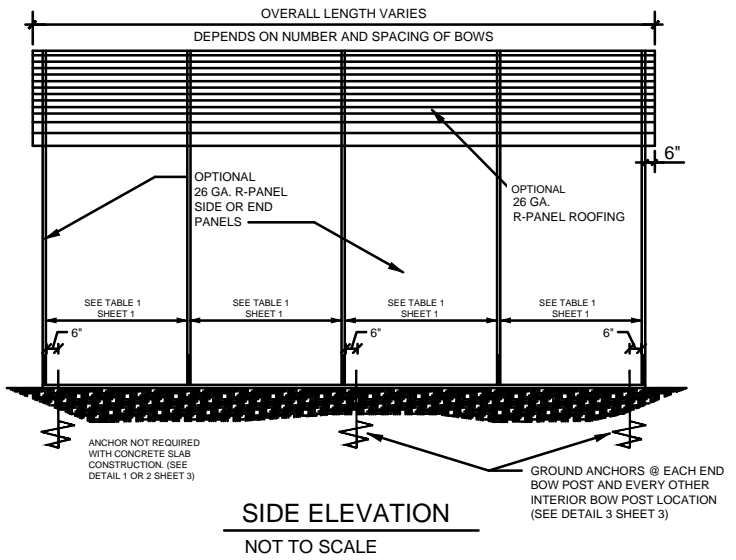 OVERALL LENGTH VARIES
DEPENDS ON NUMBER AND SPACING OF BOWS
6"
OPTIONAL
26 GA. R-PANEL
SIDE OR END
PANELS
OPTIONAL
26 GA.
R-PANEL ROOFING
SEE TABLE 1
SHEET 1
SEE TABLE 1
SHEET 1
SEE TABLE 1
SHEET 1
SEE TABLE 1
SHEET 1
6"
6"
6"
ANCHOR NOT REQUIRED
WITH CONCRETE SLAB
CONSTRUCTION. (SEE
DETAIL 1 OR 2 SHEET 3)
GROUND ANCHORS @ EACH END
BOW POST AND EVERY OTHER
INTERIOR BOW POST LOCATION
(SEE DETAIL 3 SHEET 3)
SIDE ELEVATION
NOT TO SCALE